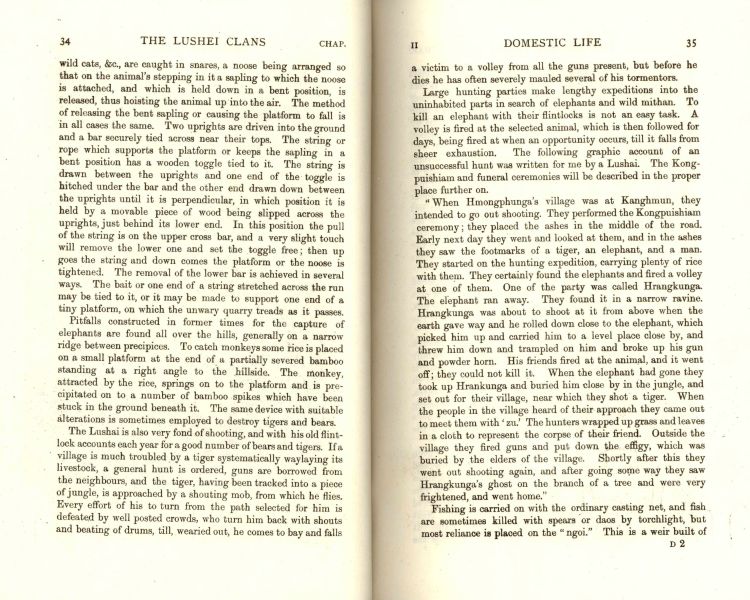 34 THE LUSHEI CLANS CHAP.
wild cats, &c., are caught in snares, a noose being arranged so
that on the animal's stepping in it a sapling to which the noose
is attached, and which is held down in a bent position, is
released, thus hoisting the animal up into the air. The method
of releasing the bent sapling or causing the platform to fall is
in all cases the same. Two uprights are driven into the ground
and a bar securely tied across near their tops. The string or
rope which supports the platform or keeps the sapling in a
bent position has a wooden toggle tied to it. The string is
drawn between the uprights and one end of the toggle is
hitched under the bar and the other end drawn down between
the uprights until it is perpendicular, in which position it is
held by a movable piece of wood being slipped across the
uprights, just behind its lower end. In this position the pull
of the string is on the upper cross bar, and a very slight touch
will remove the lower one and set the toggle free; then up
goes the string and down comes the platform or the noose is
tightened. The removal of the lower bar is achieved in several
ways. The bait or one end of a string stretched across the run
may be tied to it, or it may be made to support one end of a
tiny platform, on which the unwary quarry treads as it passes.
Pitfalls constructed in former times for the capture of
elephants are found all over the hills, generally on a narrow
ridge between precipices. To catch monkeys some rice is placed
on a small platform at the end of a partially severed bamboo
standing at a right angle to the hillside. The monkey,
attracted by the rice, springs on to the platform and is pre-
cipitated on to a number of bamboo spikes which have been
stuck in the ground beneath it. The same device with suitable
alterations is sometimes employed to destroy tigers and bears.
The Lushai is also very fond of shooting, and with his old flint-
lock accounts each year for a good number of bears and tigers. If a
village is much troubled by a tiger systematically waylaying its
livestock, a general hunt is ordered, guns are borrowed from
the neighbours, and the tiger, having been tracked into a piece
of jungle, is approached by a shouting mob, from which he flies.
Every effort of his to turn from the path selected for him is
defeated by well posted crowds, who turn him back with shouts
and beating of drums, till, wearied out, he comes to bay and falls
II DOMESTIC LIFE 35
a victim to a volley from all the guns present, but before he
dies he has often severely mauled several of his tormentors.
Large hunting parties make lengthy expeditions into the
uninhabited parts in search of elephants and wild mithan. To
kill an elephant with their flintlocks is not an easy task. A
volley is fired at the selected animal, which is then followed for
days, being fired at when an opportunity occurs, till it falls from
sheer exhaustion. The following graphic account of an
unsuccessful hunt was written for me by a Lushai. The Kong-
puishiam and funeral ceremonies will be described in the proper
place further on.
"When Hmongphunga's village was at Kanghmun, they
intended to go out shooting. They performed the Kongpuishiam
ceremony; they placed the ashes in the middle of the road.
Early next day they went and looked at them, and in the ashes
they saw the footmarks of a tiger, an elephant, and a man.
They started on the hunting expedition, carrying plenty of rice
with them. They certainly found the elephants and fired a volley
at one of them. One of the party was called Hrangkunga.
The elephant ran away. They found it in a narrow ravine.
Hrangkunga was about to shoot at it from above when the
earth gave way and he rolled down close to the elephant, which
picked him up and carried him to a level place close by, and
threw him down and trampled on him and broke up his gun
and powder horn. His friends fired at the animal, and it went
off; they could not kill it. When the elephant had gone they
took up Hrankunga and buried him close by in the jungle, and
set out for their village, near which they shot a tiger. When
the people in the village heard of their approach they came out
to meet them with 'zu.' The hunters wrapped up grass and leaves
in a cloth to represent the corpse of their friend. Outside the
village they fired guns and put down the effigy, which was
buried by the elders of the village. Shortly after this they
went out shooting again, and after going some way they saw
Hrangkunga's ghost on the branch of a tree and were very
frightened, and went home."
Fishing is carried on with the ordinary casting net, and fish
are sometimes killed with spears or daos by torchlight, but
most reliance is placed on the "ngoi." This is a weir built of
D 2